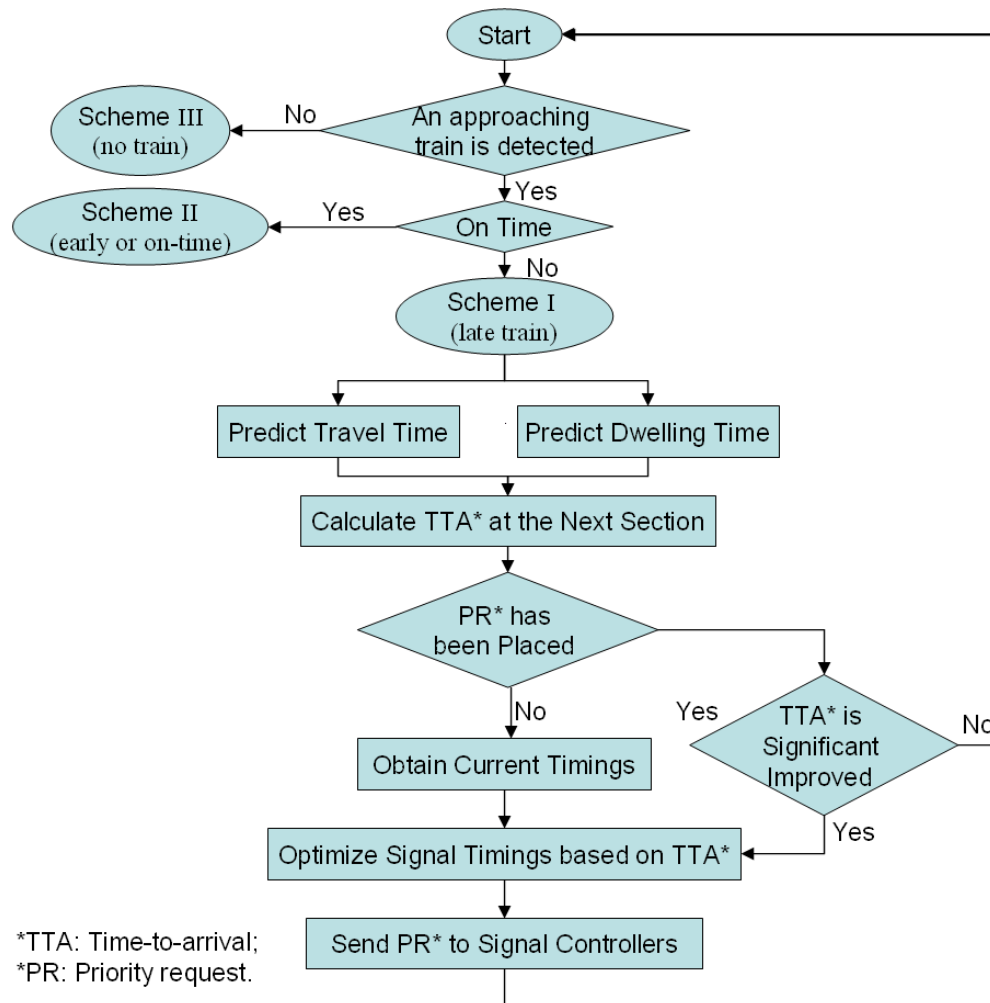 Start
No
An approaching
train is detected
Scheme III
(no train)
Yes
Yes
On Time
Scheme II
(early or on-time)
No
Scheme I
(late train)
Predict Travel Time
Predict Dwelling Time
Calculate TTA* at the Next Section
PR* has
been Placed
No
Yes
TTA* is
Significant
Improved
No
Obtain Current Timings
Yes
Optimize Signal Timings based on TTA*
Send PR* to Signal Controllers
*TTA: Time-to-arrival;
*PR: Priority request.